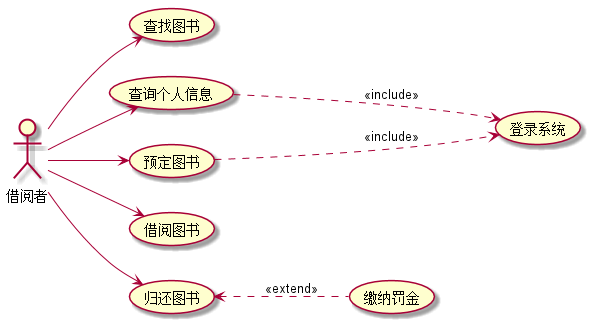 查找图书
查询个人信息
«include»
登录系统
«include»
预定图书
借阅者
借阅图书
归还图书
«extend»
缴纳罚金